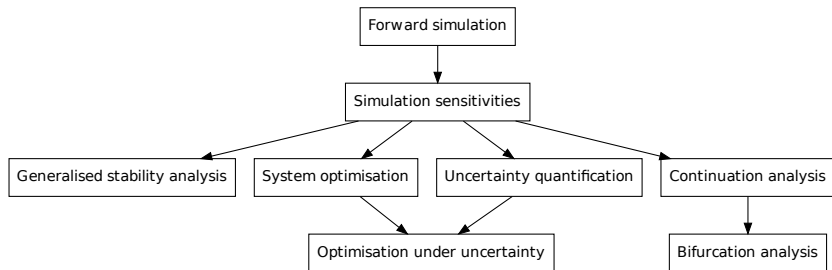 Forward simulation
Simulation sensitivities
Generalised stability analysis
System optimisation
Uncertainty quantification
Continuation analysis
Optimisation under uncertainty
Bifurcation analysis